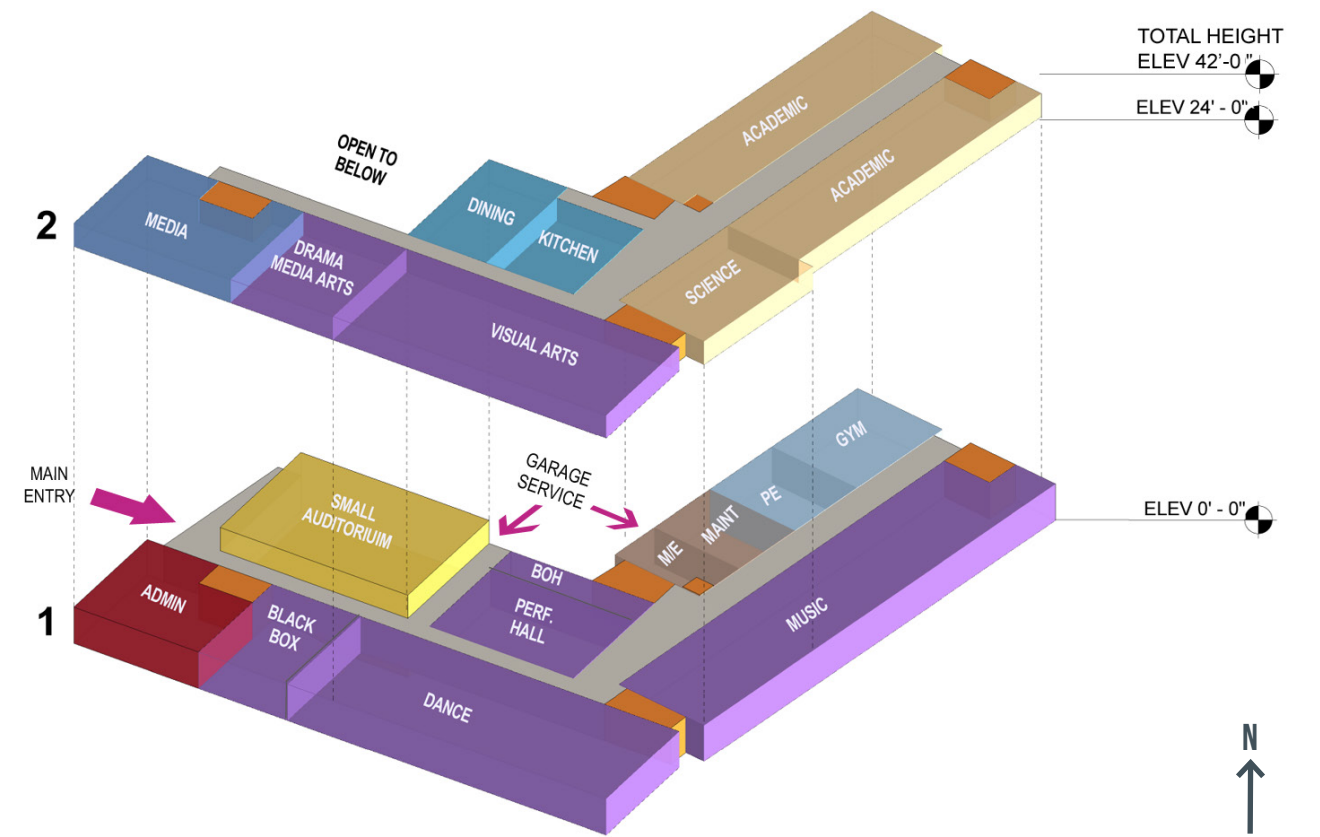 TOTAL HEIGHT
ELEV 42'-0 "
ELEV 24' - 0"
ACADEMIC
ACADEMIC
OPEN TO
BELOW
2
MEDIA
DINING
KITCHEN
DRAMA
MEDIA ARTS
SCIENCE
VISUAL ARTS
MAIN
ENTRY
GARAGE
SERVICE
GYM
PE
MAINT
M/E
ELEV 0' - 0"
SMALL
AUDITORIUIM
1
ADMIN
BLACK
BOX
BOH
PERF.
HALL
MUSIC
DANCE
N